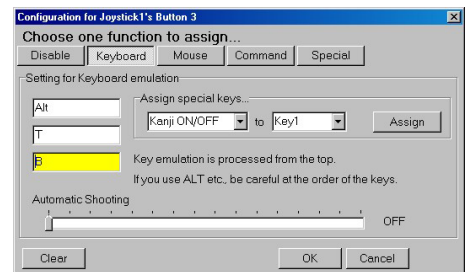 Configuration for Joystick1's Button 3
Choose one function to assign...
Disable Keyboard Mouse Command Special
Setting for Keyboard emulation
Alt
T
B
Assign special keys...
Kanji ON/OFF to Key1 Assign
Key emulation is processed from the top.
If you use ALT etc., be careful at the order of the keys.
Automatic Shooting
OFF
Clear OK Cancel